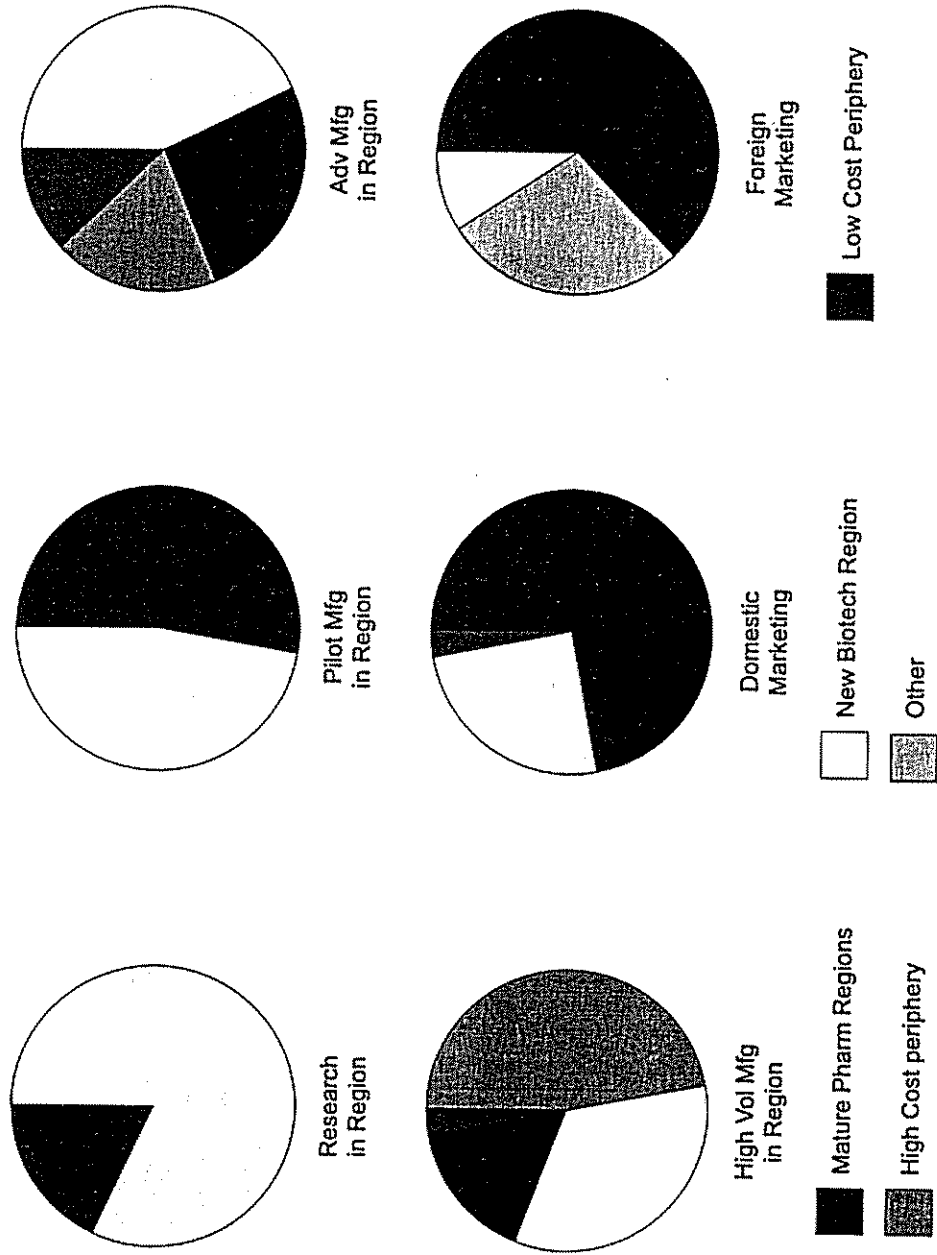 Research
in Region
Pilot Mfg
in Region
Adv Mfg
in Region
High Vol Mfg
in Region
Domestic
Marketing
Foreign
Marketing
Mature Pharm Regions
New Biotech Region
Low Cost Periphery
High Cost periphery
Other